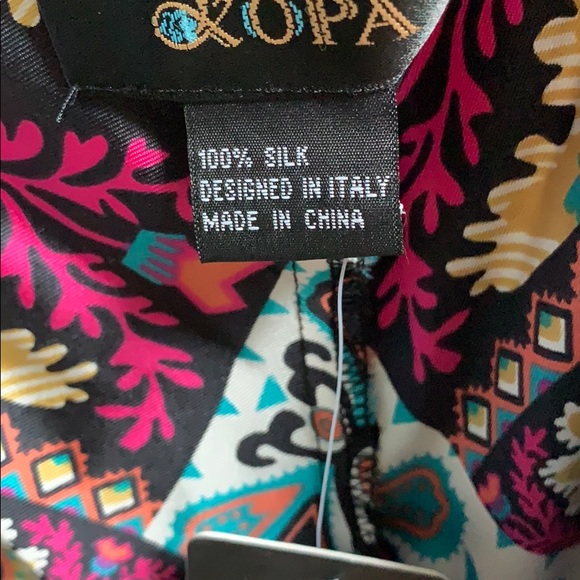 KOPA
100% SILK
DESIGNED IN ITALY
MADE IN CHINA